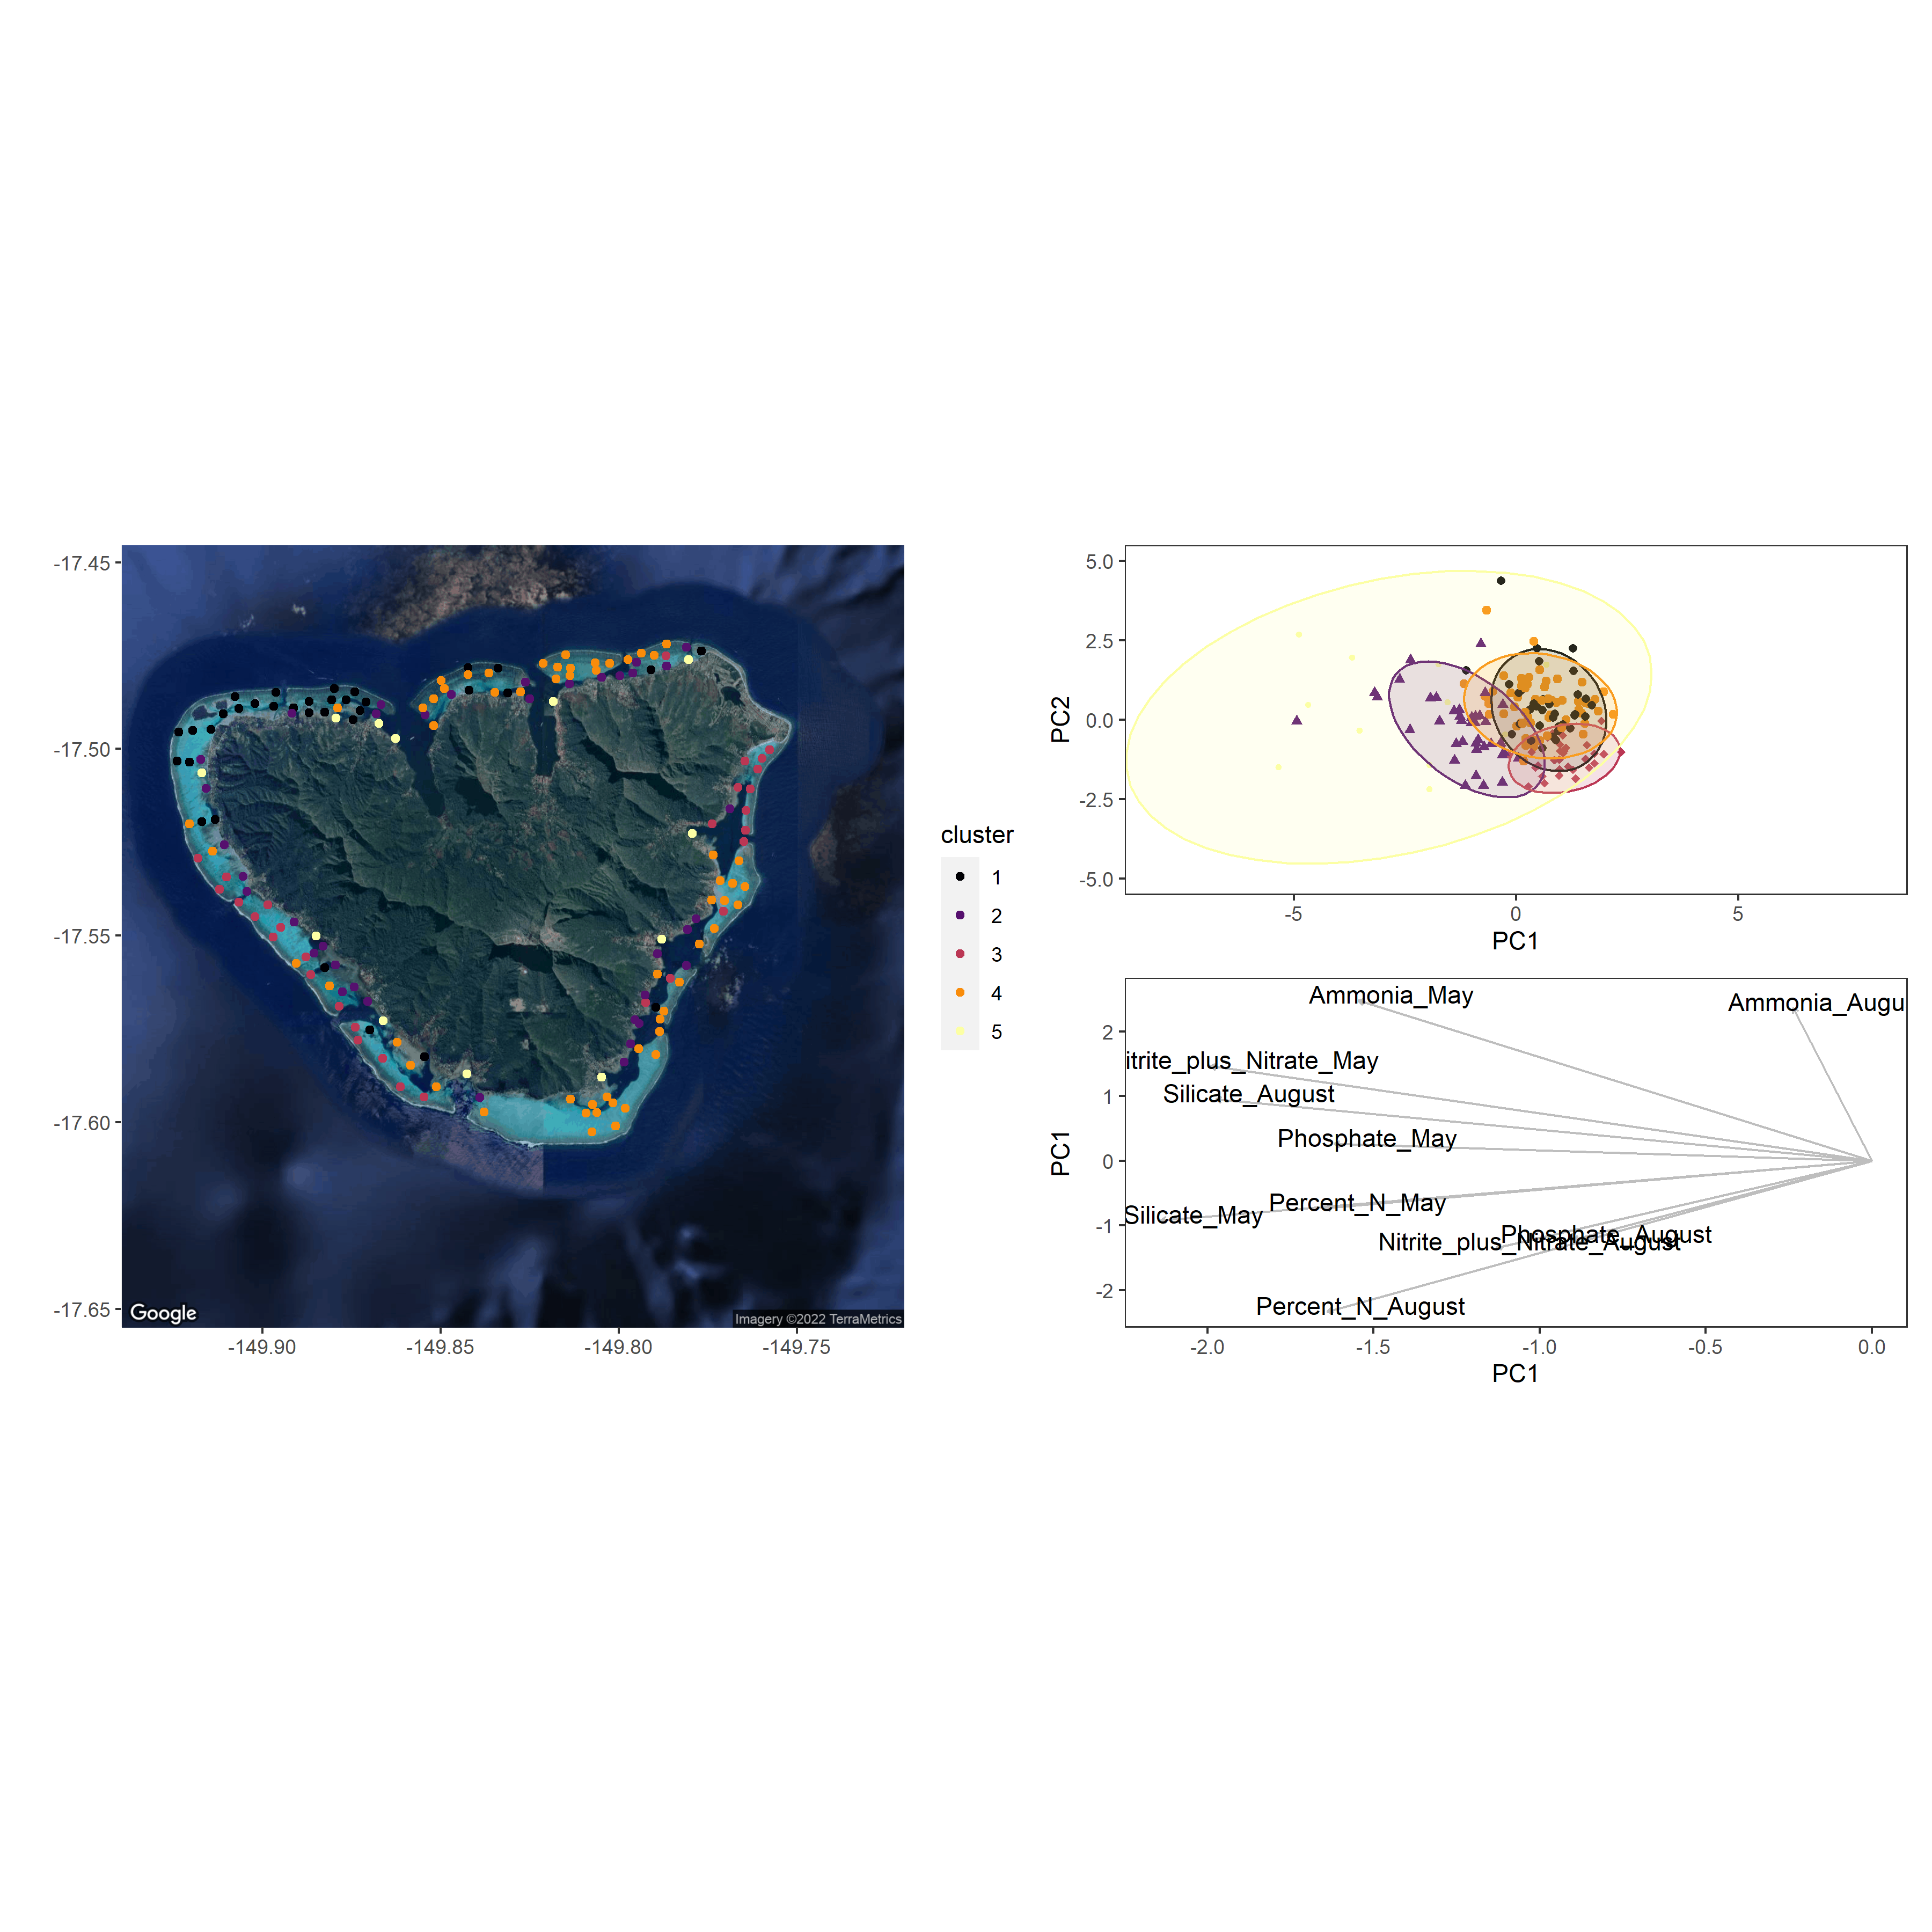 -17.45
-17.50
-17.55
-17.60
-17.65
-149.90
-149.85
-149.80
-149.75
Google
Imagery ©2022 TerraMetrics
cluster
1
2
3
4
5
5.0
2.5
0.0
-2.5
-5.0
PC2
-5
0
5
PC1
2
1
0
-1
-2
PC1
Ammonia_May
Ammonia_Augu
itrite_plus_Nitrate_May
Silicate_August
Phosphate_May
Percent_N_May
Silicate_May
Phosphate_August
Nitrite_plus_Nitrate_August
Percent_N_August
-2.0
-1.5
-1.0
-0.5
0.0
PC1